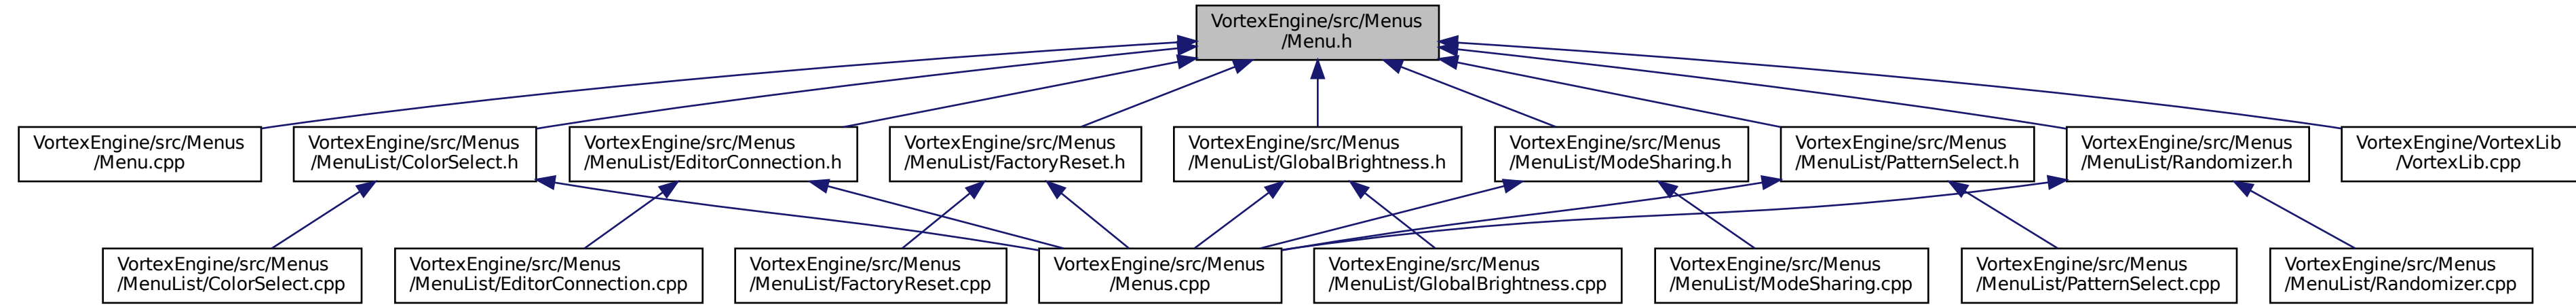 VortexEngine/src/Menus
/Menu.h
VortexEngine/src/Menus
/Menu.cpp
VortexEngine/src/Menus
/MenuList/ColorSelect.h
VortexEngine/src/Menus
/MenuList/EditorConnection.h
VortexEngine/src/Menus
/MenuList/FactoryReset.h
VortexEngine/src/Menus
/MenuList/GlobalBrightness.h
VortexEngine/src/Menus
/MenuList/ModeSharing.h
VortexEngine/src/Menus
/MenuList/PatternSelect.h
VortexEngine/src/Menus
/MenuList/Randomizer.h
VortexEngine/VortexLib
/VortexLib.cpp
VortexEngine/src/Menus
/MenuList/ColorSelect.cpp
VortexEngine/src/Menus
/MenuList/EditorConnection.cpp
VortexEngine/src/Menus
/MenuList/FactoryReset.cpp
VortexEngine/src/Menus
/Menus.cpp
VortexEngine/src/Menus
/MenuList/GlobalBrightness.cpp
VortexEngine/src/Menus
/MenuList/ModeSharing.cpp
VortexEngine/src/Menus
/MenuList/PatternSelect.cpp
VortexEngine/src/Menus
/MenuList/Randomizer.cpp